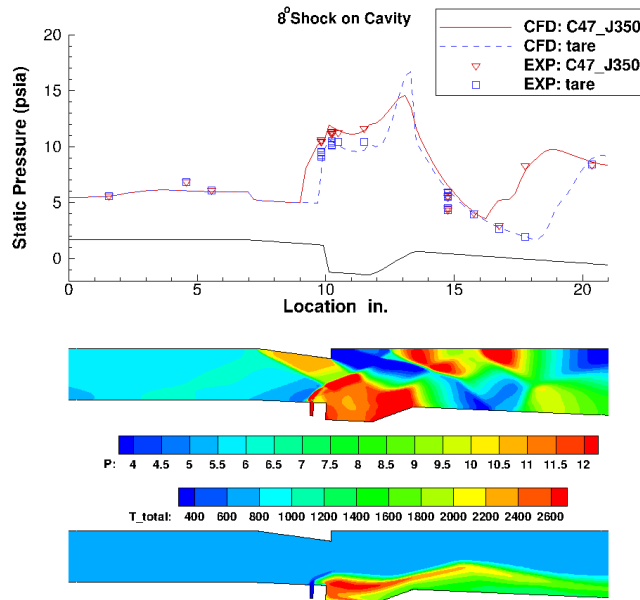 8°Shock on Cavity
CFD: C47_J350
CFD: tare
EXP: C47_J350
EXP: tare
Static Pressure (psia)
20
15
10
5
0
0 5 10 15 20
Location in.
P: 4 4.5 5 5.5 6 6.5 7 7.5 8 8.5 9 9.5 10 10.5 11 11.5 12
T_total: 400 600 800 1000 1200 1400 1600 1800 2000 2200 2400 2600